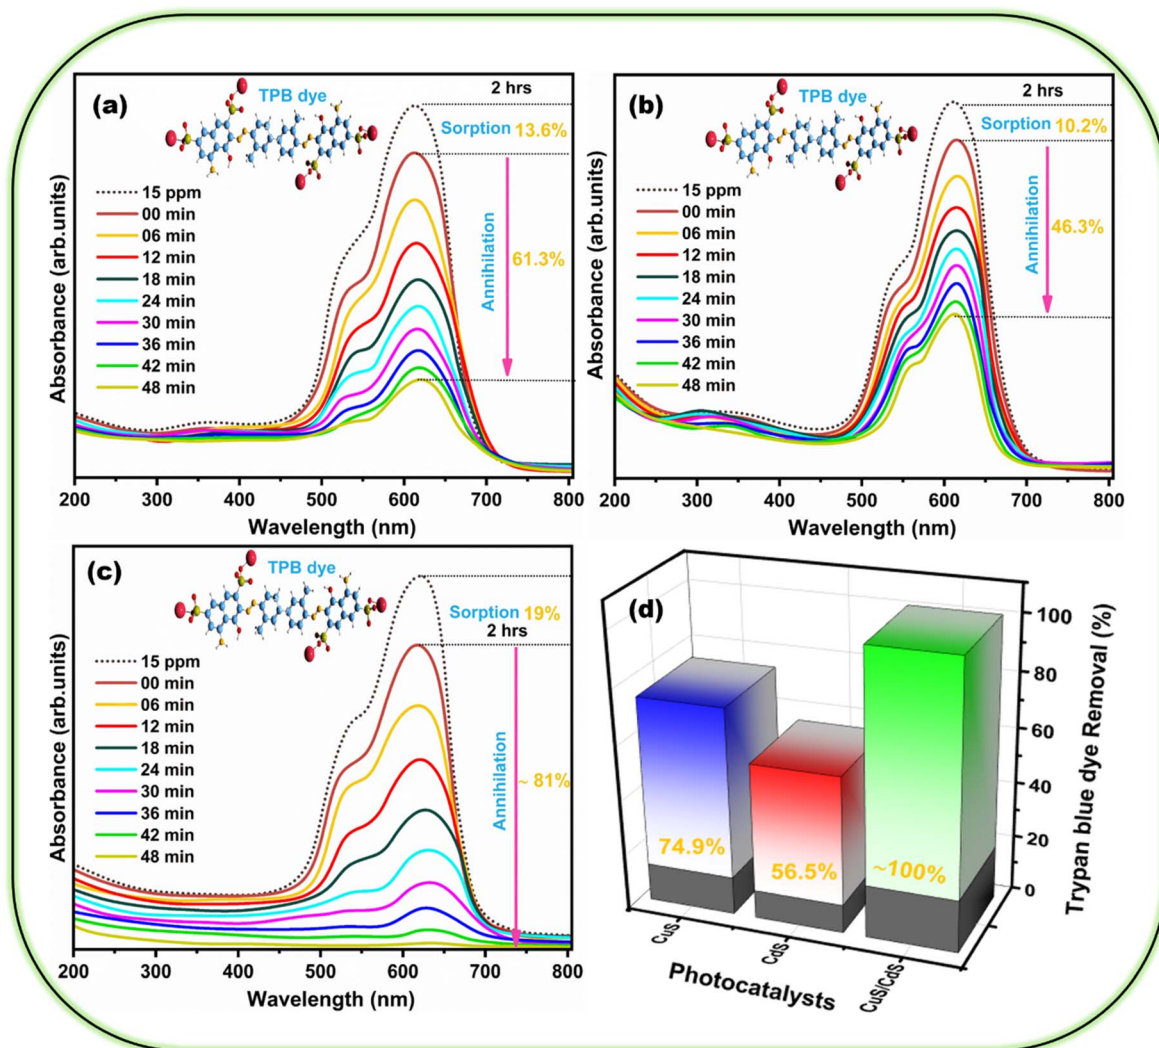 (a)
TPB dye
2 hrs
Sorption 13.6%
15 ppm
00 min
06 min
12 min
18 min
24 min
30 min
36 min
42 min
48 min
Annihilation
61.3%
Absorbance (arb.units)
200 300 400 500 600 700 800
Wavelength (nm)
(b)
TPB dye
2 hrs
Sorption 10.2%
15 ppm
00 min
06 min
12 min
18 min
24 min
30 min
36 min
42 min
48 min
Annihilation
46.3%
Absorbance (arb.units)
200 300 400 500 600 700 800
Wavelength (nm)
(c)
TPB dye
Sorption 19%
2 hrs
15 ppm
00 min
06 min
12 min
18 min
24 min
30 min
36 min
42 min
48 min
Annihilation
~ 81%
Absorbance (arb.units)
200 300 400 500 600 700 800
Wavelength (nm)
(d)
74.9%
56.5%
~100%
100
80
60
40
20
0
Trypan blue dye Removal (%)
CuS
CdS
CuS/CdS
Photocatalysts